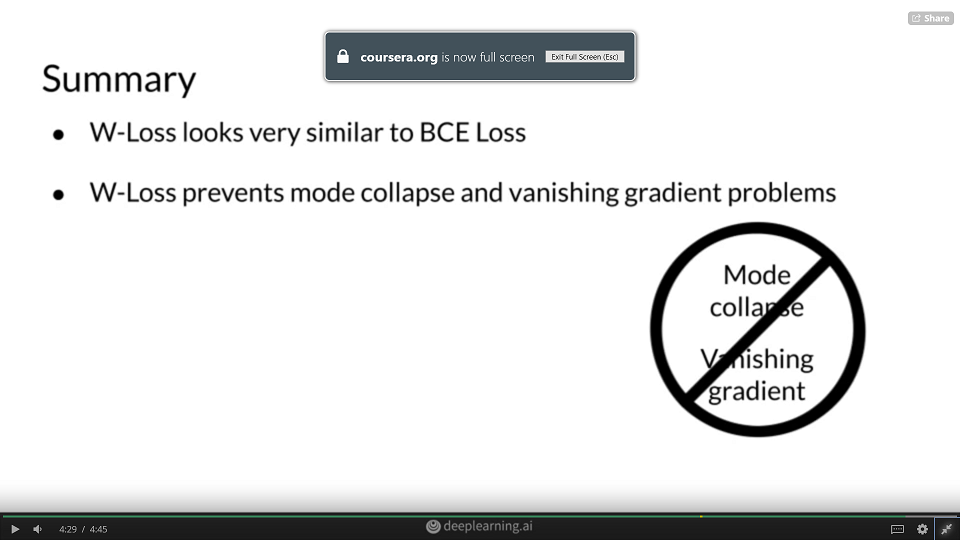 Share
coursera.org is now full screen
Exit Full Screen (Esc)
Summary
● W-Loss looks very similar to BCE Loss
● W-Loss prevents mode collapse and vanishing gradient problems
Mode
collapse
Vanishing
gradient
4:29 / 4:45
deeplearning.ai